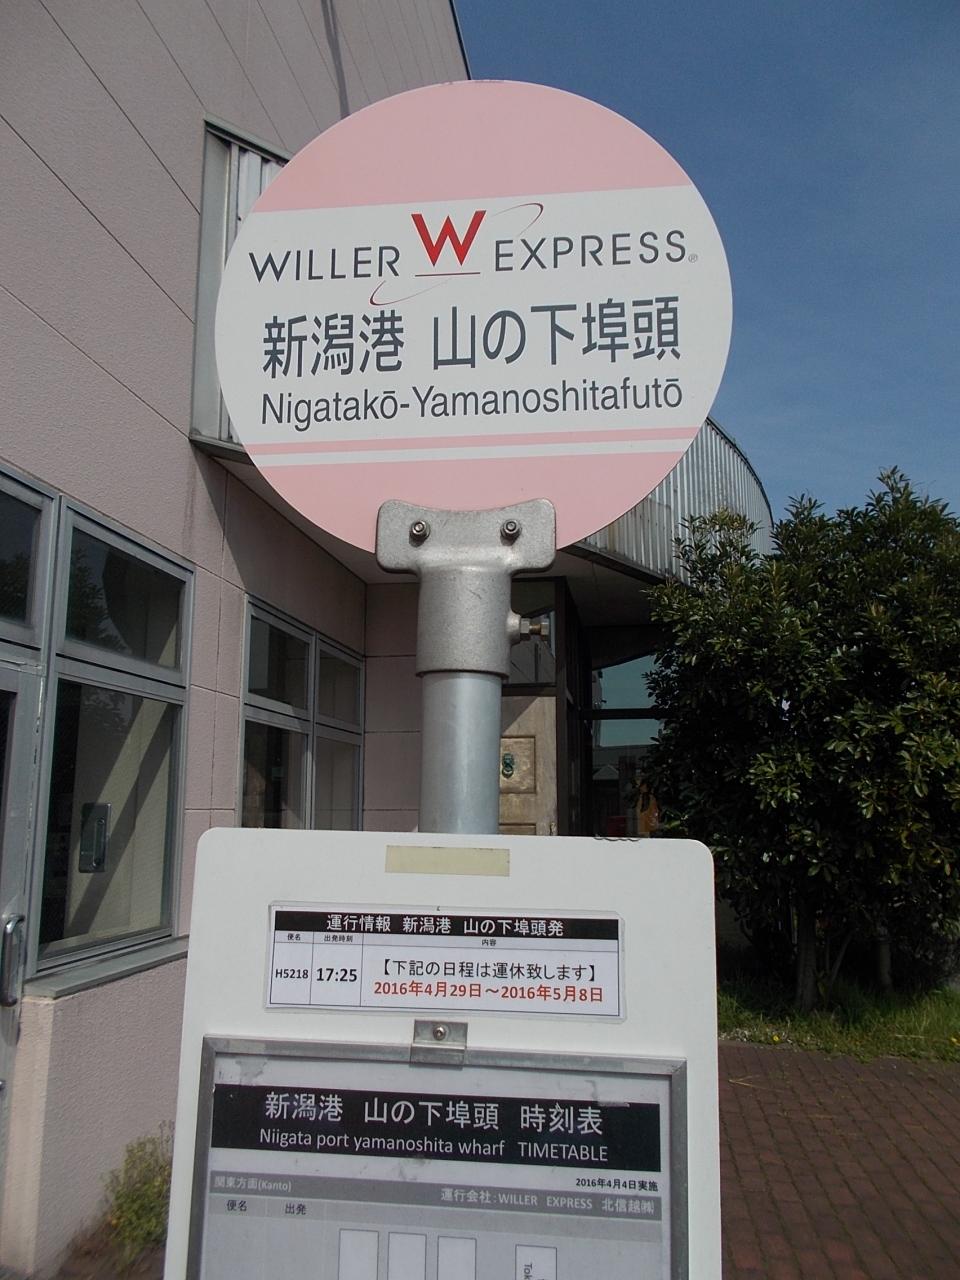 WILLER W EXPRESS®
新潟港 山の下埠頭
Nigatakō-Yamanoshitafutō
運行情報 新潟港 山の下埠頭発
便名 出発時刻 内容
H5218 17:25 【下記の日程は運休致します】
2016年4月29日～2016年5月8日
新潟港 山の下埠頭 時刻表
Niigata port yamanoshita wharf TIMETABLE
2016年4月4日実施
関東方面(Kanto) 運行会社:WILLER EXPRESS 北信越㈱
便名 出発
Tok